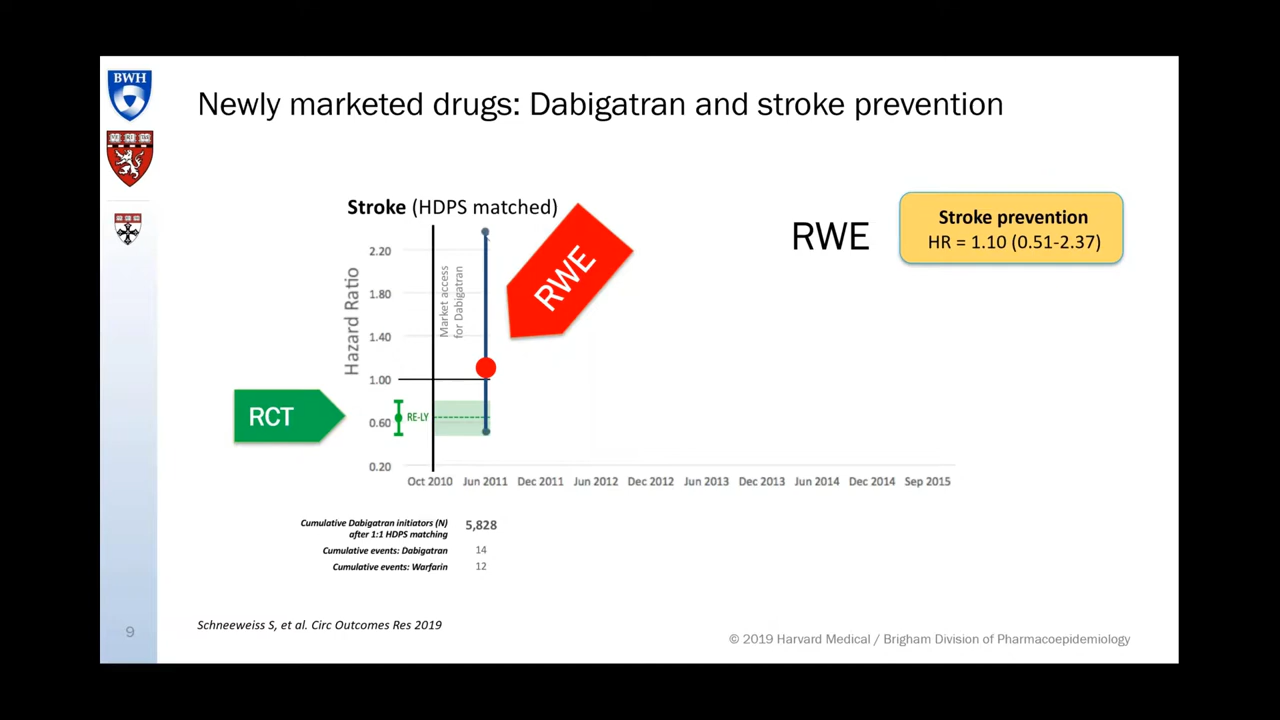 BWH
Newly marketed drugs: Dabigatran and stroke prevention
Stroke (HDPS matched)
RWE
RWE
Stroke prevention
HR = 1.10 (0.51-2.37)
Hazard Ratio
2.20
1.80
1.40
1.00
0.60
0.20
Market access
for Dabigatran
RCT
RE-LY
Oct 2010 Jun 2011 Dec 2011 Jun 2012 Dec 2012 Jun 2013 Dec 2013 Jun 2014 Dec 2014 Sep 2015
Cumulative Dabigatran initiators (N) 5,828
after 1:1 HDPS matching
Cumulative events: Dabigatran 14
Cumulative events: Warfarin 12
Schneeweiss S, et al. Circ Outcomes Res 2019
9
© 2019 Harvard Medical / Brigham Division of Pharmacoepidemiology